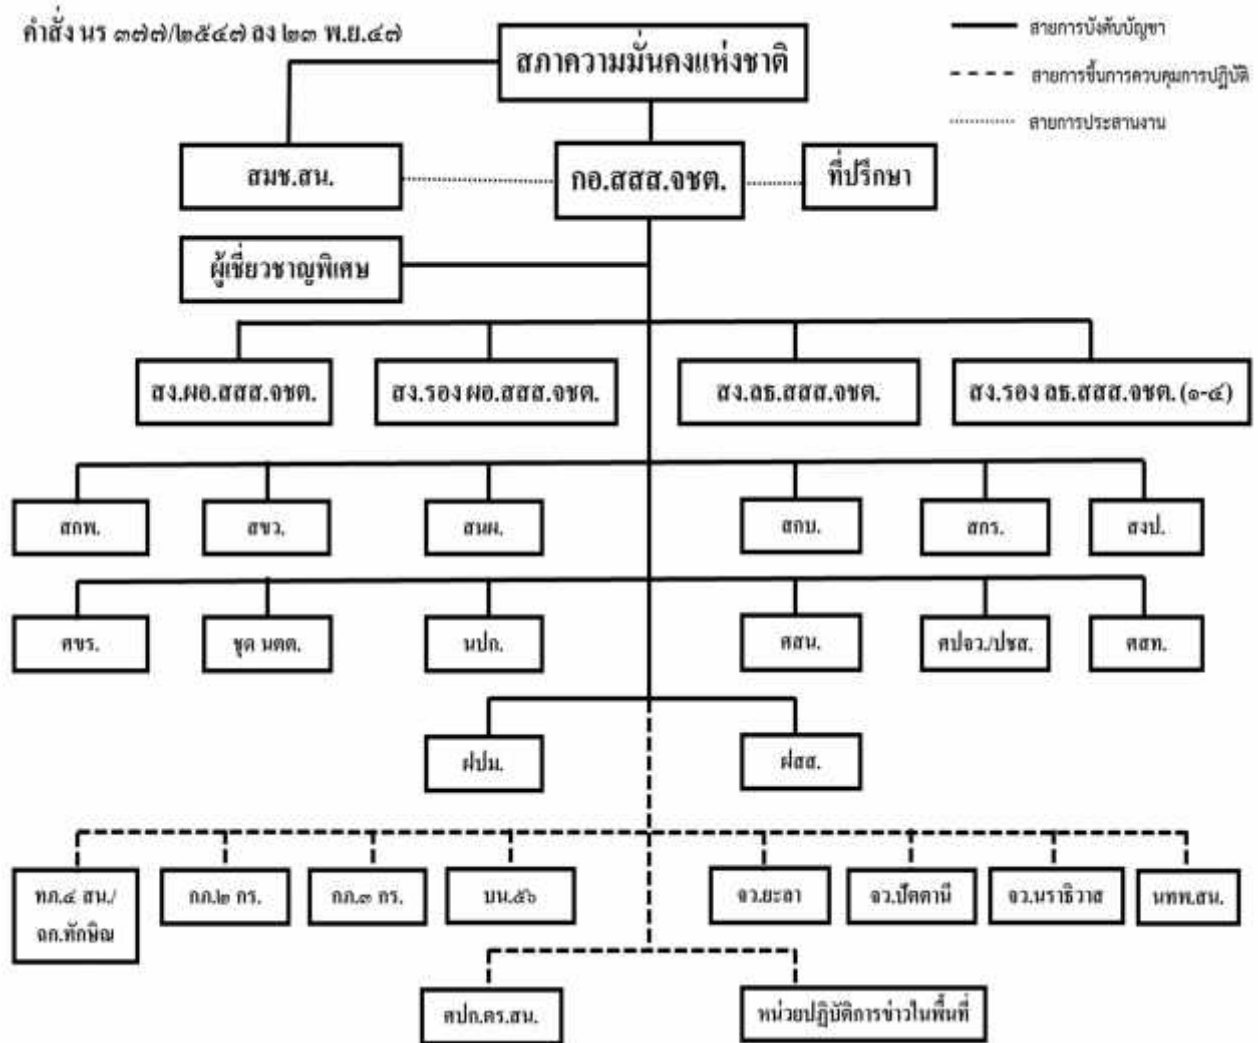 คำสั่ง นร ๓๗๗/๒๕๔๗ ลง ๒๓ พ.ย.๔๗
สายการบังคับบัญชา
สายการขึ้นการควบคุมการปฏิบัติ
สายการประสานงาน
สภาความมั่นคงแห่งชาติ
สมช.สน.
กอ.สสส.จชต.
ที่ปรึกษา
ผู้เชี่ยวชาญพิเศษ
สง.ผอ.สสส.จชต.
สง.รอง ผอ.สสส.จชต.
สง.ลธ.สสส.จชต.
สง.รอง ลธ.สสส.จชต. (๑-๔)
สกพ.
สขว.
สนผ.
สกบ.
สกร.
สงป.
ศขร.
ชุด นตต.
นปก.
ศสน.
ศปจว./ปชส.
ศสท.
ฝปม.
ฝสส.
ทภ.๔ สน./
ฉก.ทักษิณ
กภ.๒ กร.
กภ.๓ กร.
บน.๕๖
จว.ยะลา
จว.ปัตตานี
จว.นราธิวาส
นทพ.สน.
ศปก.ตร.สน.
หน่วยปฏิบัติการข่าวในพื้นที่